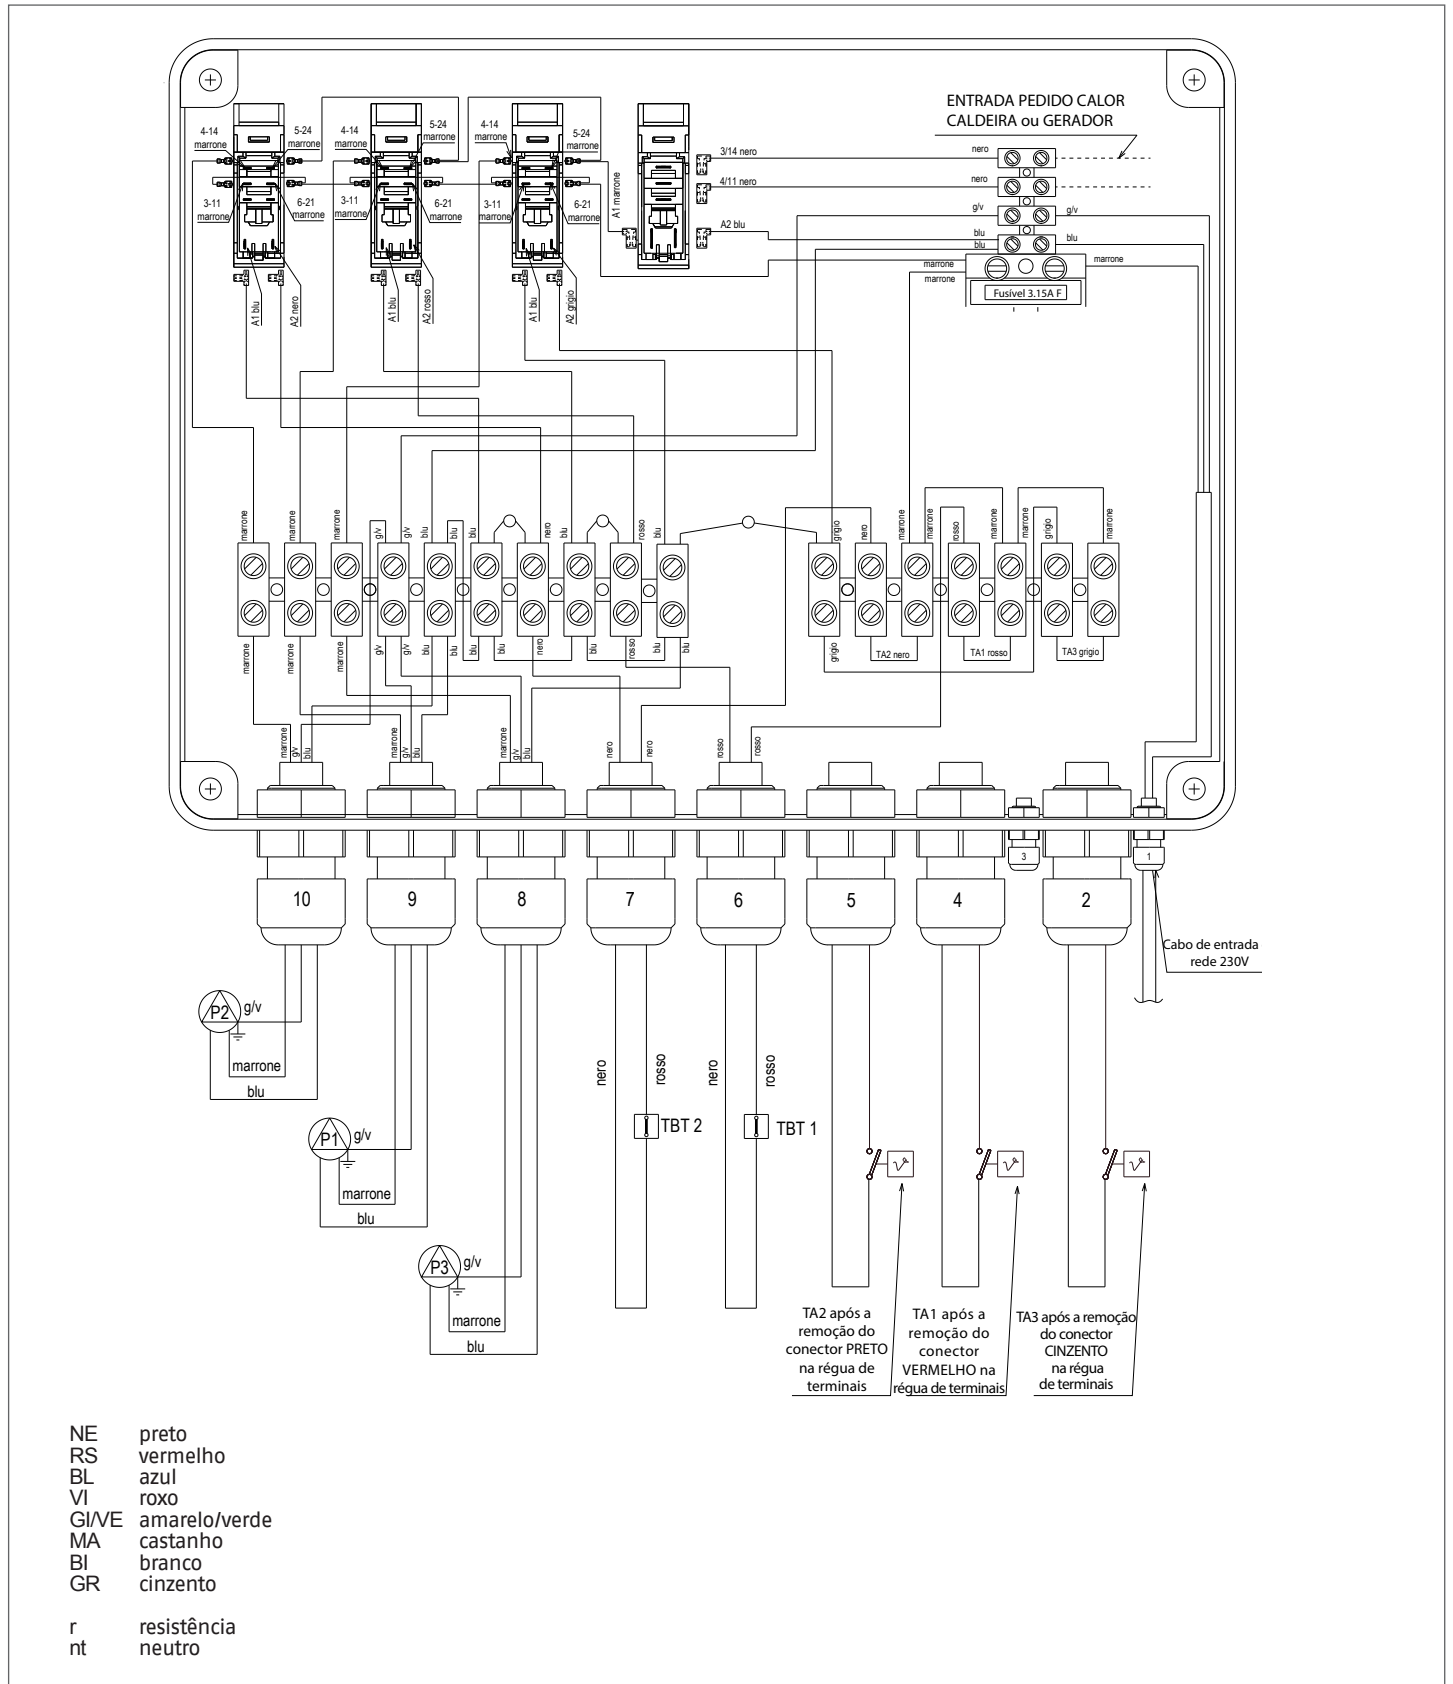 ENTRADA PEDIDO CALOR
CALDEIRA ou GERADOR
4-14
marrone
5-24
marrone
4-14
marrone
5-24
marrone
4-14
marrone
5-24
marrone
3-11
marrone
6-21
marrone
3-11
marrone
6-21
marrone
3-11
marrone
6-21
marrone
A1 marrone
3/14 nero
4/11 nero
A2 blu
nero
nero
g/v
g/v
blu
blu
blu
marrone
marrone
marrone
Fusível 3.15A F
A1 blu
A2 nero
A1 blu
A2 rosso
A1 blu
A2 grigio
marrone
marrone
marrone
g/v
g/v
blu
blu
blu
nero
blu
rosso
blu
grigio
nero
marrone
marrone
rosso
marrone
marrone
grigio
marrone
marrone
marrone
marrone
g/v
g/v
blu
blu
blu
blu
nero
blu
rosso
blu
blu
grigio
TA2 nero
TA1 rosso
TA3 grigio
marrone
g/v
blu
marrone
g/v
blu
marrone
g/v
blu
nero
nero
rosso
rosso
10
9
8
7
6
5
4
3
2
1
Cabo de entrada
rede 230V
P2
g/v
marrone
blu
P1
g/v
marrone
blu
P3
g/v
marrone
blu
nero
rosso
TBT 2
nero
rosso
TBT 1
TA2 após a
remoção do
conector PRETO
na régua de
terminais
TA1 após a
remoção do
conector
VERMELHO na
régua de terminais
TA3 após a remoção
do conector
CINZENTO
na régua
de terminais
NE preto
RS vermelho
BL azul
VI roxo
GI/VE amarelo/verde
MA castanho
BI branco
GR cinzento
r resistência
nt neutro